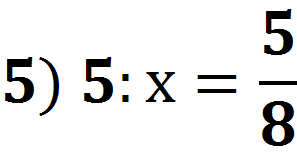 5) 5: x = 5/8